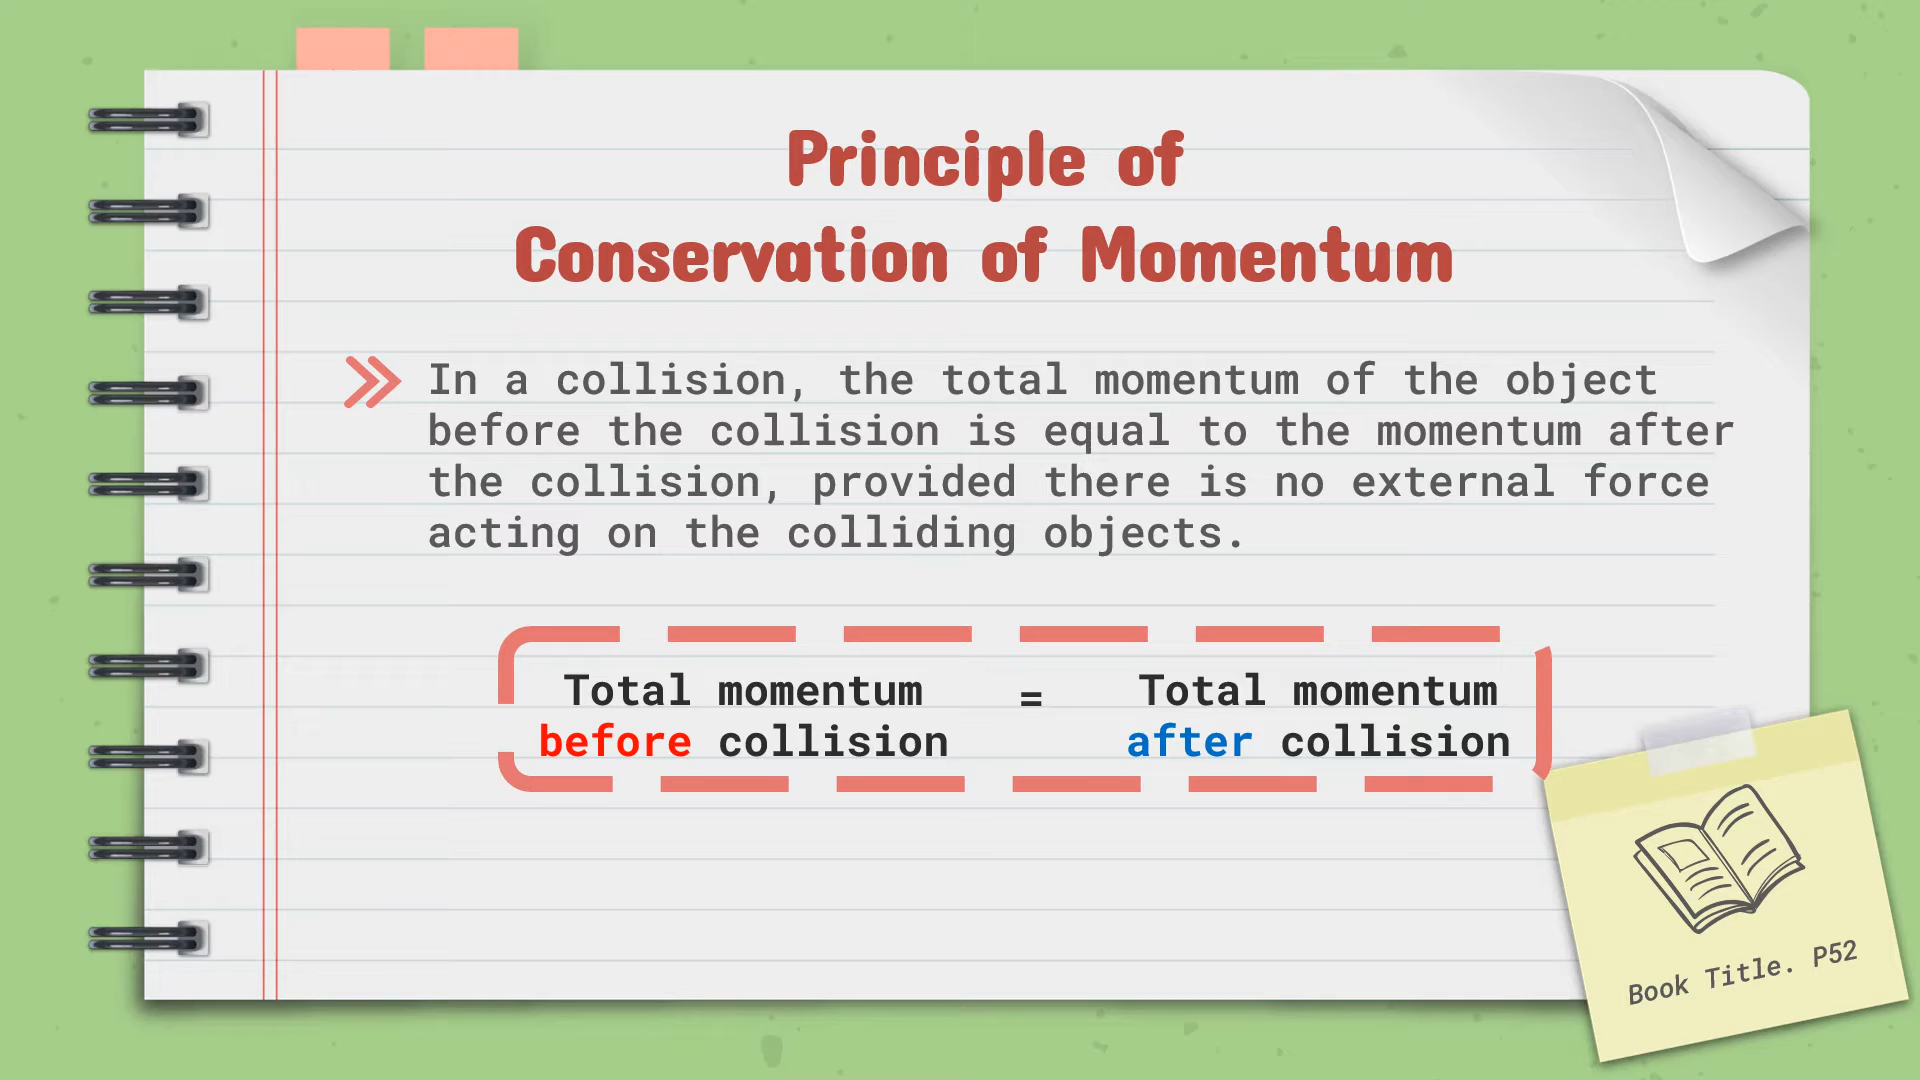 Principle of
Conservation of Momentum
In a collision, the total momentum of the object
before the collision is equal to the momentum after
the collision, provided there is no external force
acting on the colliding objects.
Total momentum = Total momentum
before collision after collision
Book Title. P52